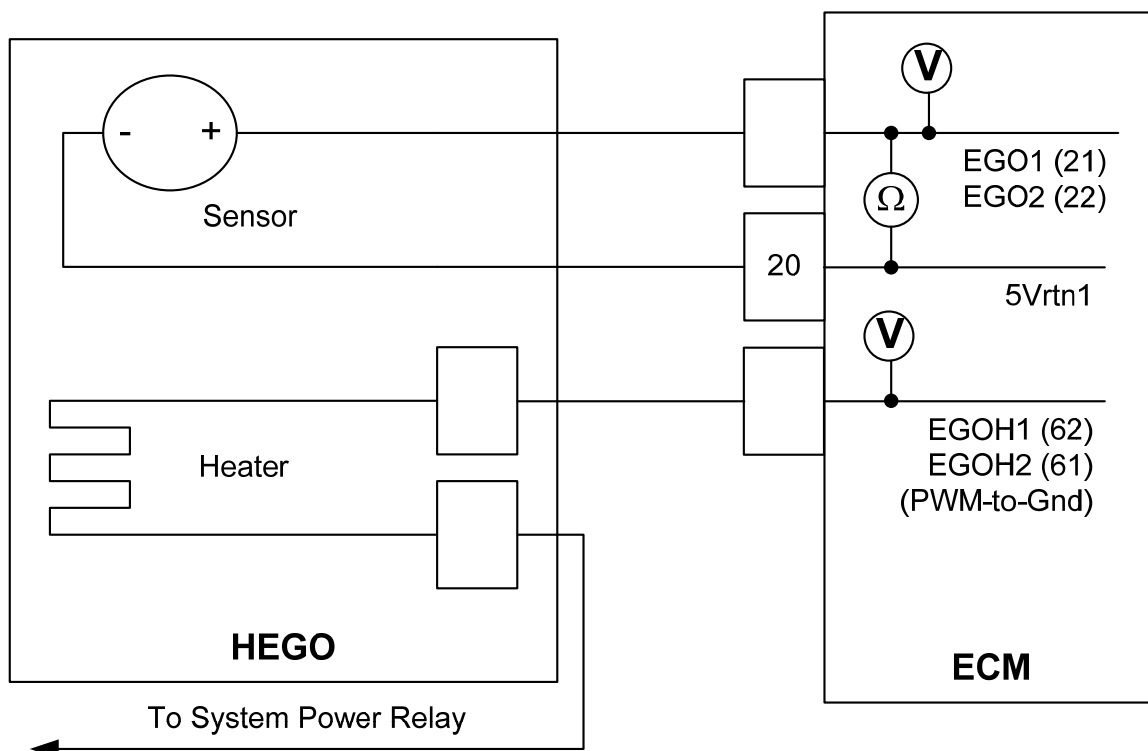 V
- +
EGO1 (21)
EGO2 (22)
Ω
Sensor
20
5Vrtn1
V
EGOH1 (62)
EGOH2 (61)
(PWM-to-Gnd)
Heater
HEGO
ECM
To System Power Relay